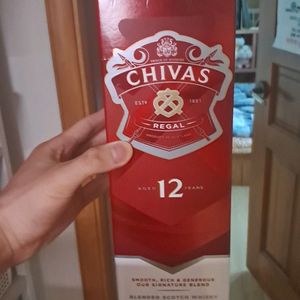 CHIVAS
ESTD 1801
REGAL
AGED 12 YEARS
SMOOTH, RICH & GENEROUS
OUR SIGNATURE BLEND
BLENDED SCOTCH WHISKY